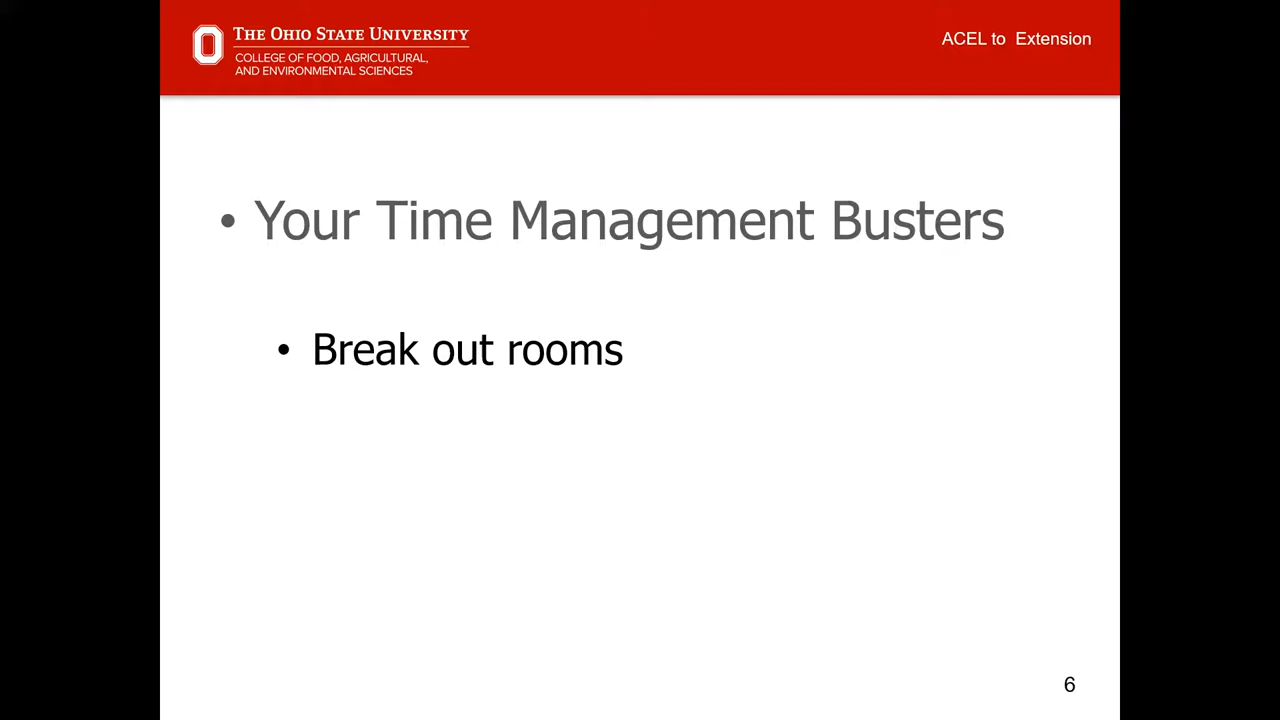 THE OHIO STATE UNIVERSITY
COLLEGE OF FOOD, AGRICULTURAL,
AND ENVIRONMENTAL SCIENCES
ACEL to Extension
• Your Time Management Busters
• Break out rooms
6